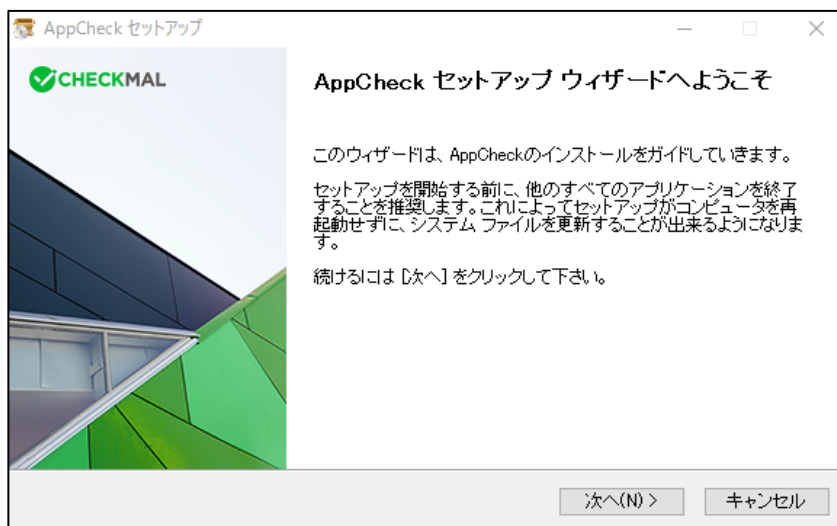 AppCheck セットアップ
CHECKMAL
AppCheck セットアップ ウィザードへようこそ
このウィザードは、AppCheckのインストールをガイドしていきます。
セットアップを開始する前に、他のすべてのアプリケーションを終了
することを推奨します。これによってセットアップがコンピュータを再
起動せずに、システム ファイルを更新することが出来るようになりま
す。
続けるには [次へ] をクリックして下さい。
次へ(N) >
キャンセル